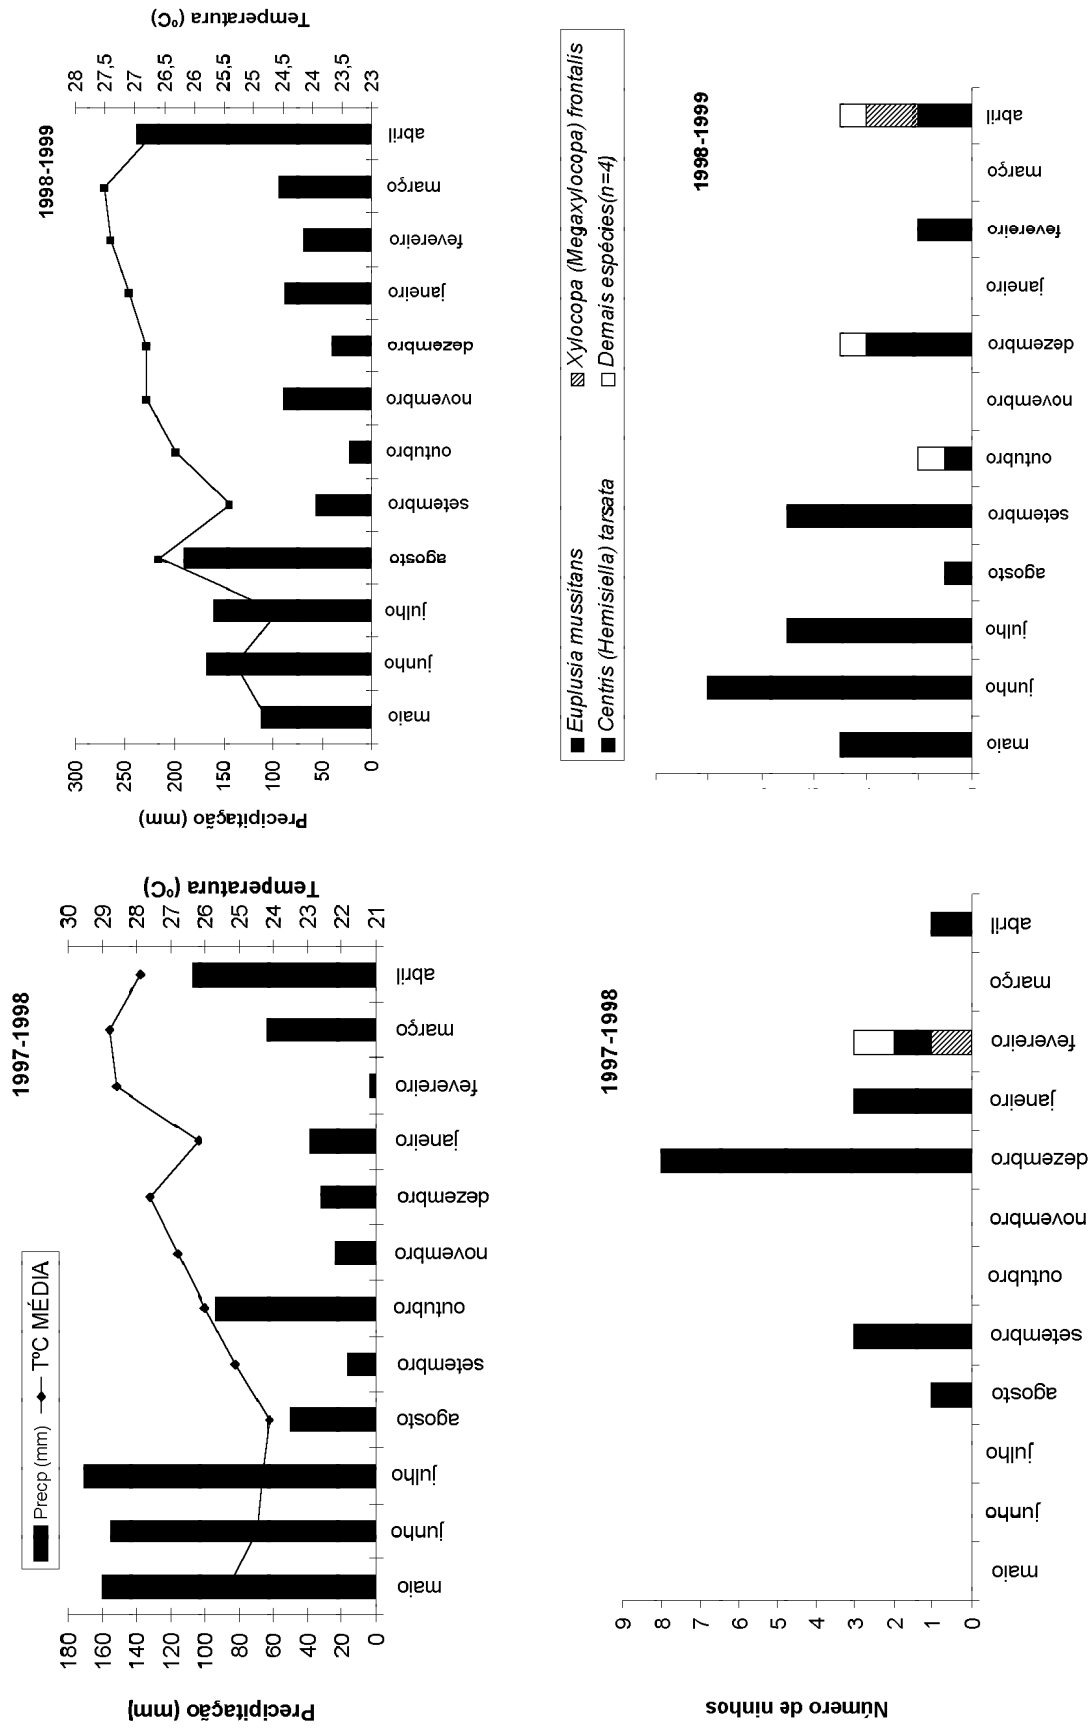 1997-1998
Precp (mm)
TºC MÉDIA
Precipitação (mm]
180
160
140
120
100
80
60
40
20
0
maio
junho
julho
agosto
setembro
outubro
novembro
dezembro
janeiro
fevereiro
março
abril
30
29
28
27
26
25
24
23
22
21
Temperatura (ºC)
1998-1999
Precipitação (mm)
300
250
200
150
100
50
0
maio
junho
julho
agosto
setembro
outubro
novembro
dezembro
janeiro
fevereiro
março
abril
28
27,5
27
26,5
26
25,5
25
24,5
24
23,5
23
Temperatura (ºC)
1997-1998
Número de ninhos
9
8
7
6
5
4
3
2
1
0
maio
junho
julho
agosto
setembro
outubro
novembro
dezembro
janeiro
fevereiro
março
abril
Euplusia mussitans
Xylocopa (Megaxylocopa) frontalis
Centris (Hemisiella) tarsata
Demais espécies(n=4)
1998-1999
maio
junho
julho
agosto
setembro
outubro
novembro
dezembro
janeiro
fevereiro
março
abril